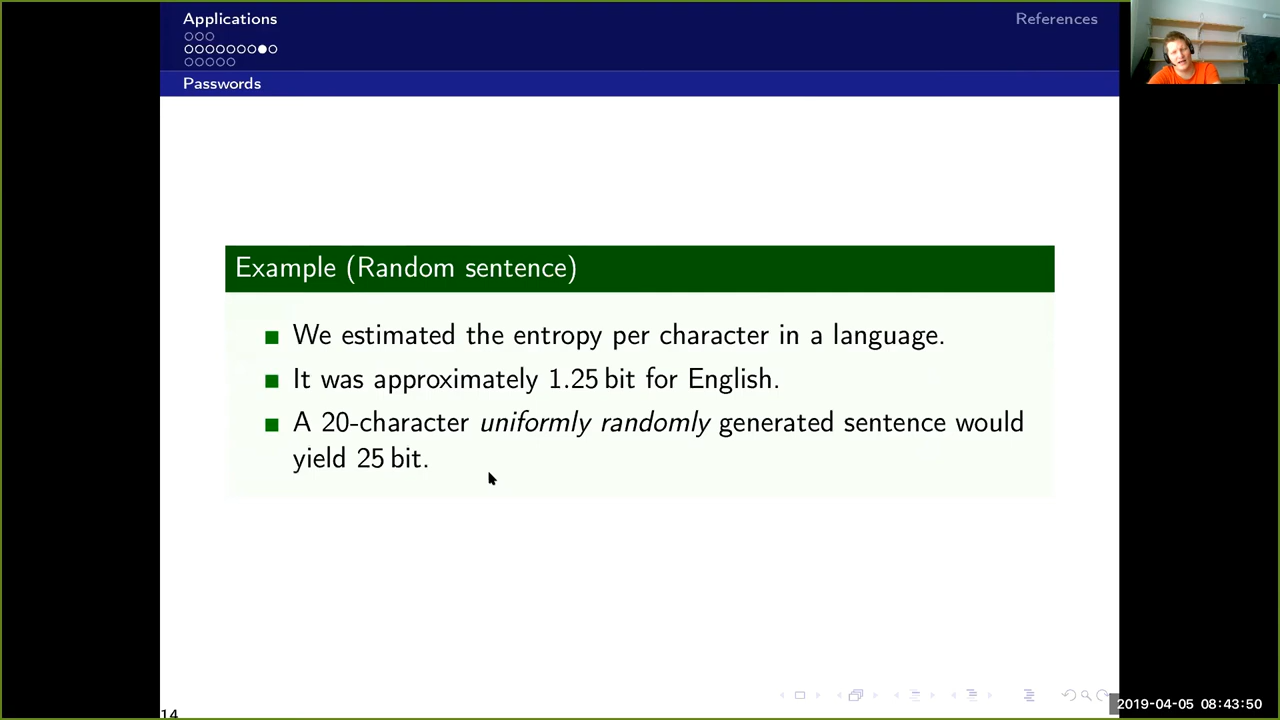 Applications
References
Passwords
Example (Random sentence)
We estimated the entropy per character in a language.
It was approximately 1.25 bit for English.
A 20-character uniformly randomly generated sentence would
yield 25 bit.
14
2019-04-05 08:43:50